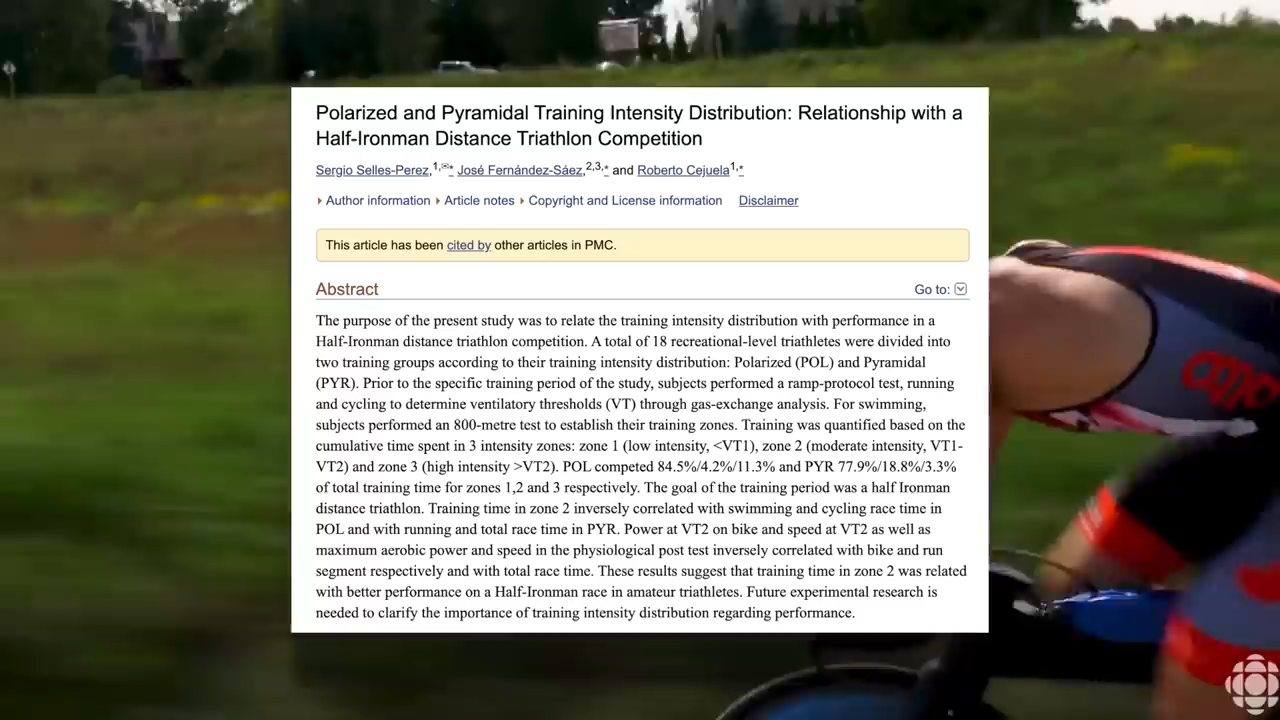 Polarized and Pyramidal Training Intensity Distribution: Relationship with a
Half-Ironman Distance Triathlon Competition
Sergio Selles-Perez,1,✉* José Fernández-Sáez,2,3,* and Roberto Cejuela1,*
Author information Article notes Copyright and License information Disclaimer
This article has been cited by other articles in PMC.
Abstract Go to:
The purpose of the present study was to relate the training intensity distribution with performance in a
Half-Ironman distance triathlon competition. A total of 18 recreational-level triathletes were divided into
two training groups according to their training intensity distribution: Polarized (POL) and Pyramidal
(PYR). Prior to the specific training period of the study, subjects performed a ramp-protocol test, running
and cycling to determine ventilatory thresholds (VT) through gas-exchange analysis. For swimming,
subjects performed an 800-metre test to establish their training zones. Training was quantified based on the
cumulative time spent in 3 intensity zones: zone 1 (low intensity, <VT1), zone 2 (moderate intensity, VT1-
VT2) and zone 3 (high intensity >VT2). POL competed 84.5%/4.2%/11.3% and PYR 77.9%/18.8%/3.3%
of total training time for zones 1,2 and 3 respectively. The goal of the training period was a half Ironman
distance triathlon. Training time in zone 2 inversely correlated with swimming and cycling race time in
POL and with running and total race time in PYR. Power at VT2 on bike and speed at VT2 as well as
maximum aerobic power and speed in the physiological post test inversely correlated with bike and run
segment respectively and with total race time. These results suggest that training time in zone 2 was related
with better performance on a Half-Ironman race in amateur triathletes. Future experimental research is
needed to clarify the importance of training intensity distribution regarding performance.